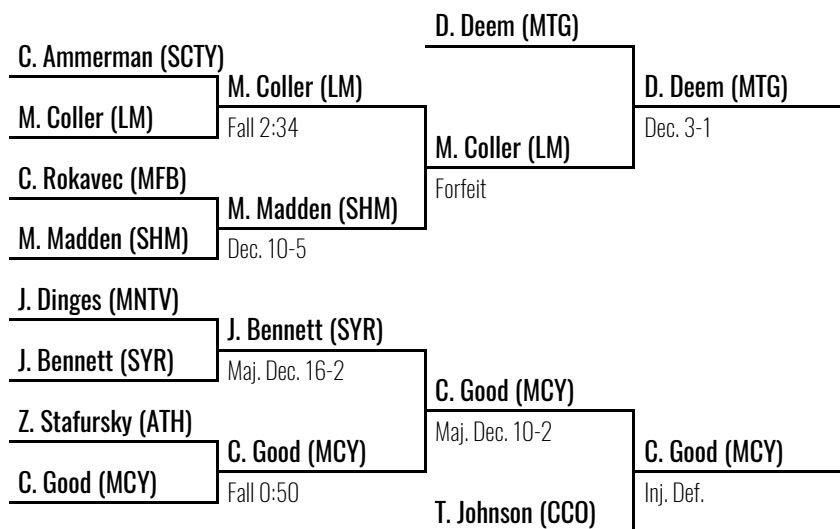 D. Deem (MTG)
C. Ammerman (SCTY)
M. Coller (LM)
D. Deem (MTG)
M. Coller (LM)
Fall 2:34
Dec. 3-1
M. Coller (LM)
C. Rokavec (MFB)
Forfeit
M. Madden (SHM)
M. Madden (SHM)
Dec. 10-5
J. Dinges (MNTV)
J. Bennett (SYR)
J. Bennett (SYR)
Maj. Dec. 16-2
C. Good (MCY)
Z. Stafursky (ATH)
Maj. Dec. 10-2
C. Good (MCY)
C. Good (MCY)
C. Good (MCY)
Fall 0:50
Inj. Def.
T. Johnson (CCO)